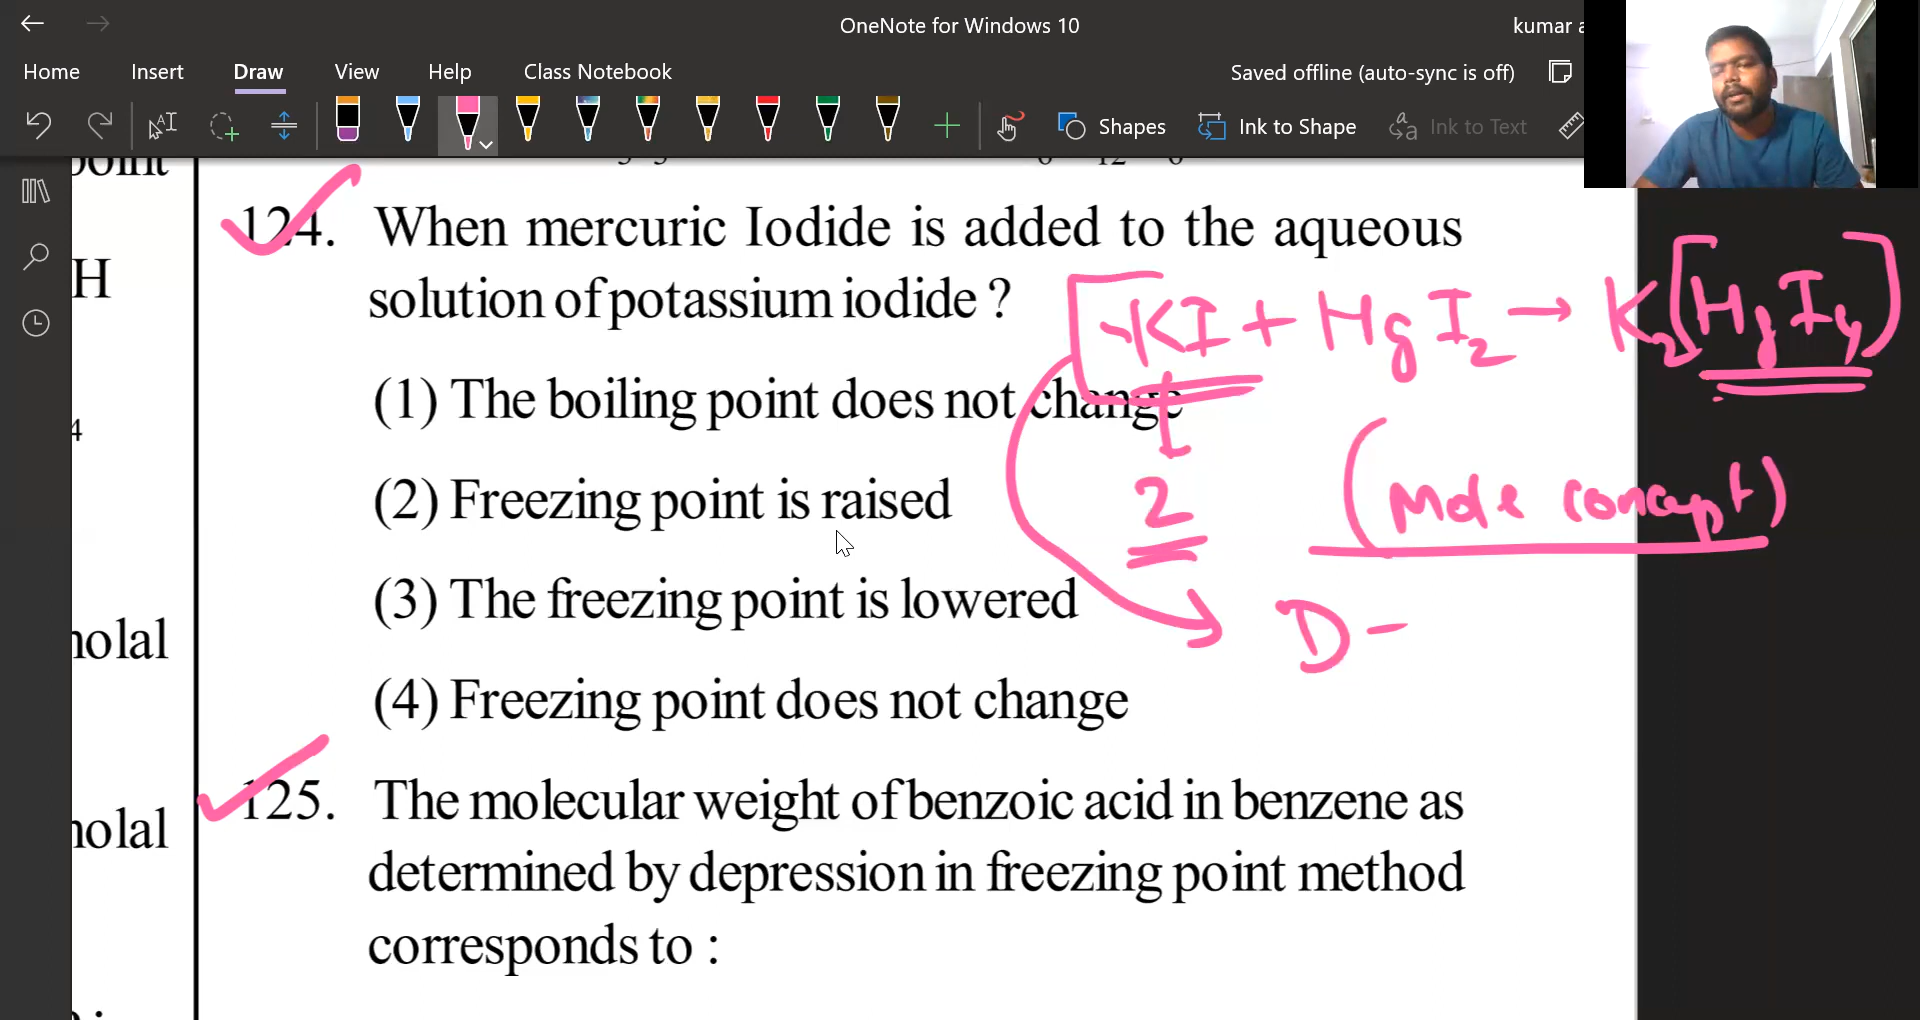 OneNote for Windows 10
kumar a
Home Insert Draw View Help Class Notebook
Saved offline (auto-sync is off)
Shapes Ink to Shape Ink to Text
point
H
4
nolal
nolal
124. When mercuric Iodide is added to the aqueous
solution of potassium iodide ?
KI + HgI2 → K2[HgI4]
(1) The boiling point does not change
(2) Freezing point is raised
2
(Mole concept)
(3) The freezing point is lowered
D -
(4) Freezing point does not change
125. The molecular weight of benzoic acid in benzene as
determined by depression in freezing point method
corresponds to :